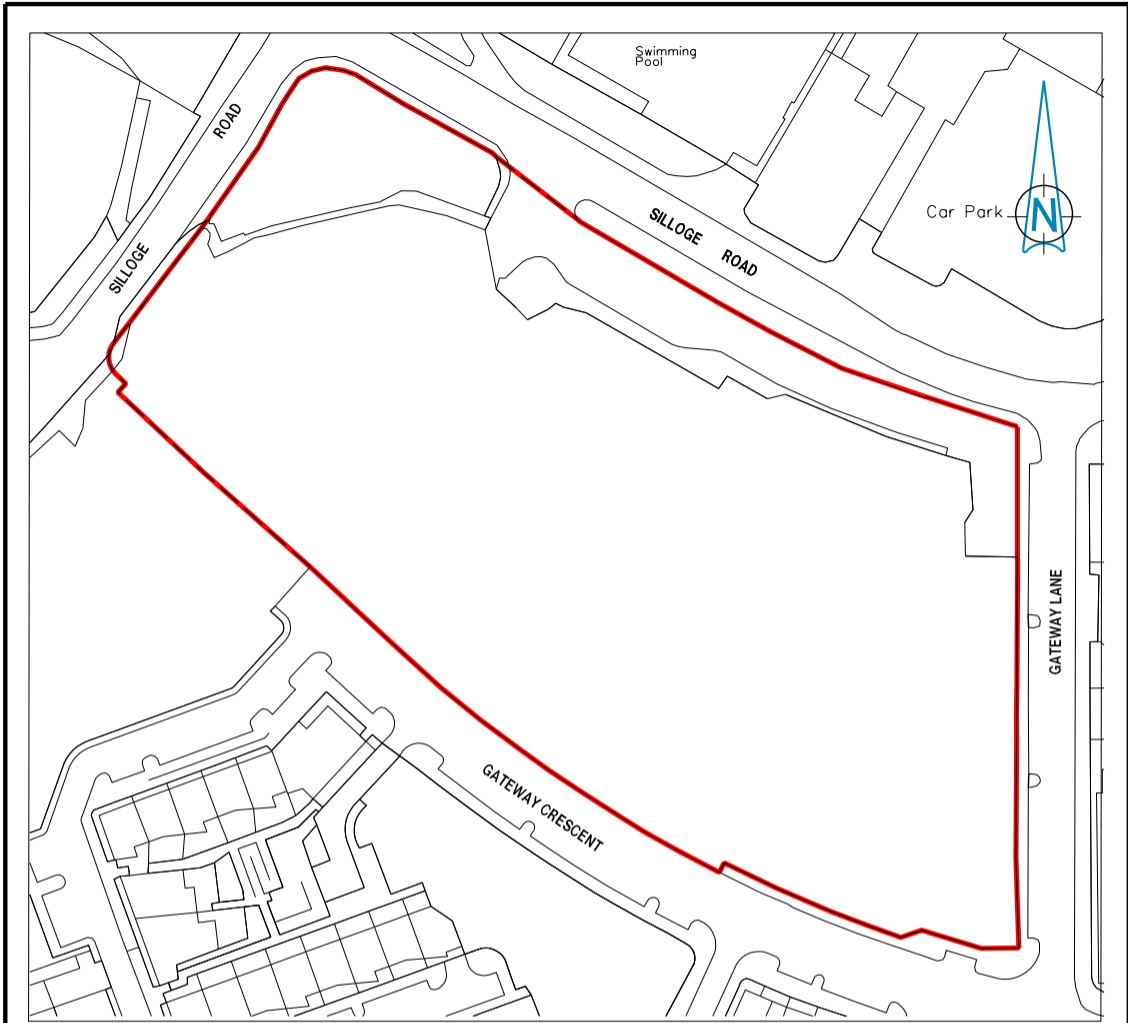 Swimming
Pool
ROAD
SILLOGE
SILLOGE ROAD
Car Park
N
GATEWAY LANE
GATEWAY CRESCENT